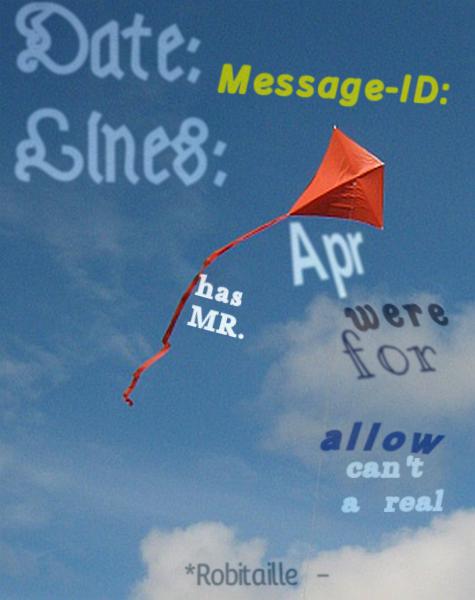 Date:
Message-ID:
Lines:
Apr
has
MR.
were
for
allow
can't
a real
*Robitaille -